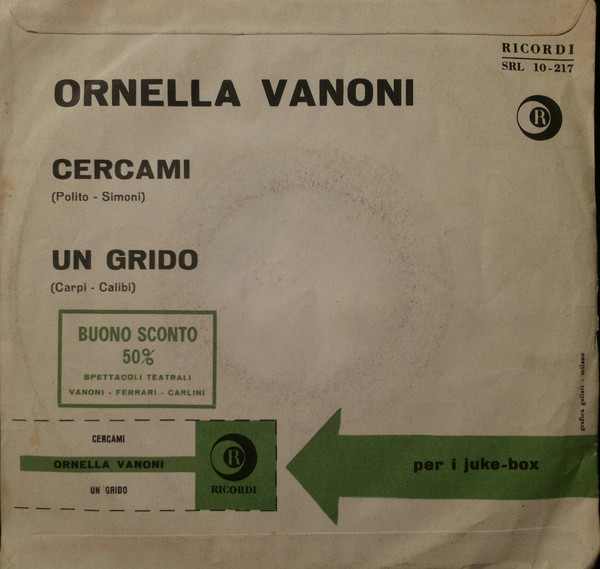 RICORDI
SRL 10-217
R
ORNELLA VANONI
CERCAMI
(Polito - Simoni)
UN GRIDO
(Carpi - Calibi)
BUONO SCONTO
50%
SPETTACOLI TEATRALI
VANONI - FERRARI - CARLINI
grafica gallati - milano
CERCAMI
ORNELLA VANONI
UN GRIDO
R
RICORDI
per i juke-box